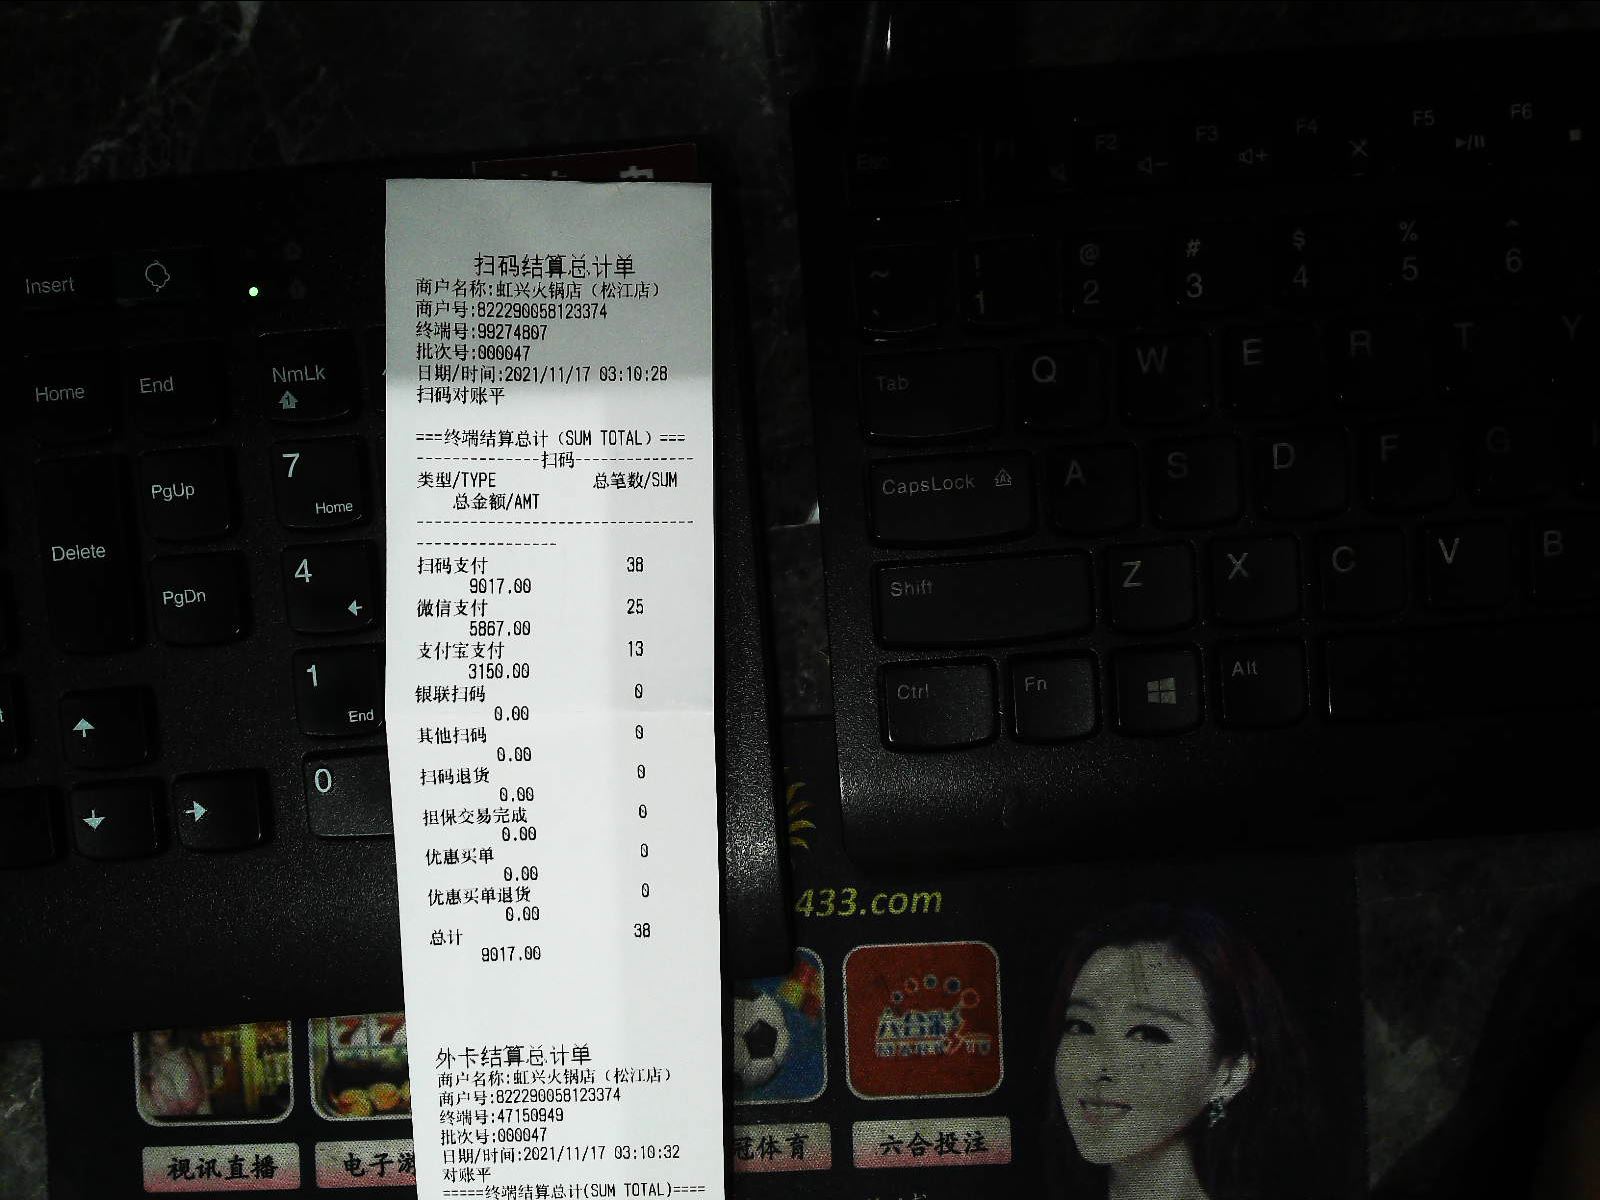 扫码结算总计单
商户名称:虹兴火锅店（松江店）
商户号:822290058123374
终端号:99274807
批次号:000047
日期/时间:2021/11/17 03:10:28
扫码对账平
===终端结算总计（SUM TOTAL）===
--------------扫码--------------
类型/TYPE 总笔数/SUM
总金额/AMT
--------------------------------
----------------
扫码支付 38
9017.00
微信支付 25
5867.00
支付宝支付 13
3150.00
银联扫码 0
0.00
其他扫码 0
0.00
扫码退货 0
0.00
担保交易完成 0
0.00
优惠买单 0
0.00
优惠买单退货 0
0.00
总计 38
9017.00
外卡结算总计单
商户名称:虹兴火锅店（松江店）
商户号:822290058123374
终端号:47150949
批次号:000047
日期/时间:2021/11/17 03:10:32
对账平
=====终端结算总计(SUM TOTAL)====
Insert
Home End NmLk
7 Home
PgUp
Delete
4
PgDn
1 End
0
Esc F2 F3 F4 F5 F6
~ ! 1 @ 2 # 3 $ 4 % 5 ^ 6
Tab Q W E R T Y
CapsLock A S D F G
Shift Z X C V B
Ctrl Fn Alt
433.com
六合彩
MARK SIX
视讯直播
电子游
冠体育
六合投注